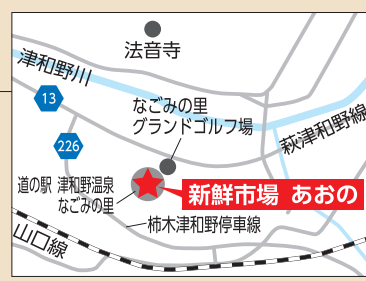 法音寺
津和野川
13
なごみの里
グランドゴルフ場
萩津和野線
226
道の駅 津和野温泉
なごみの里
新鮮市場 あおの
柿木津和野停車線
山口線